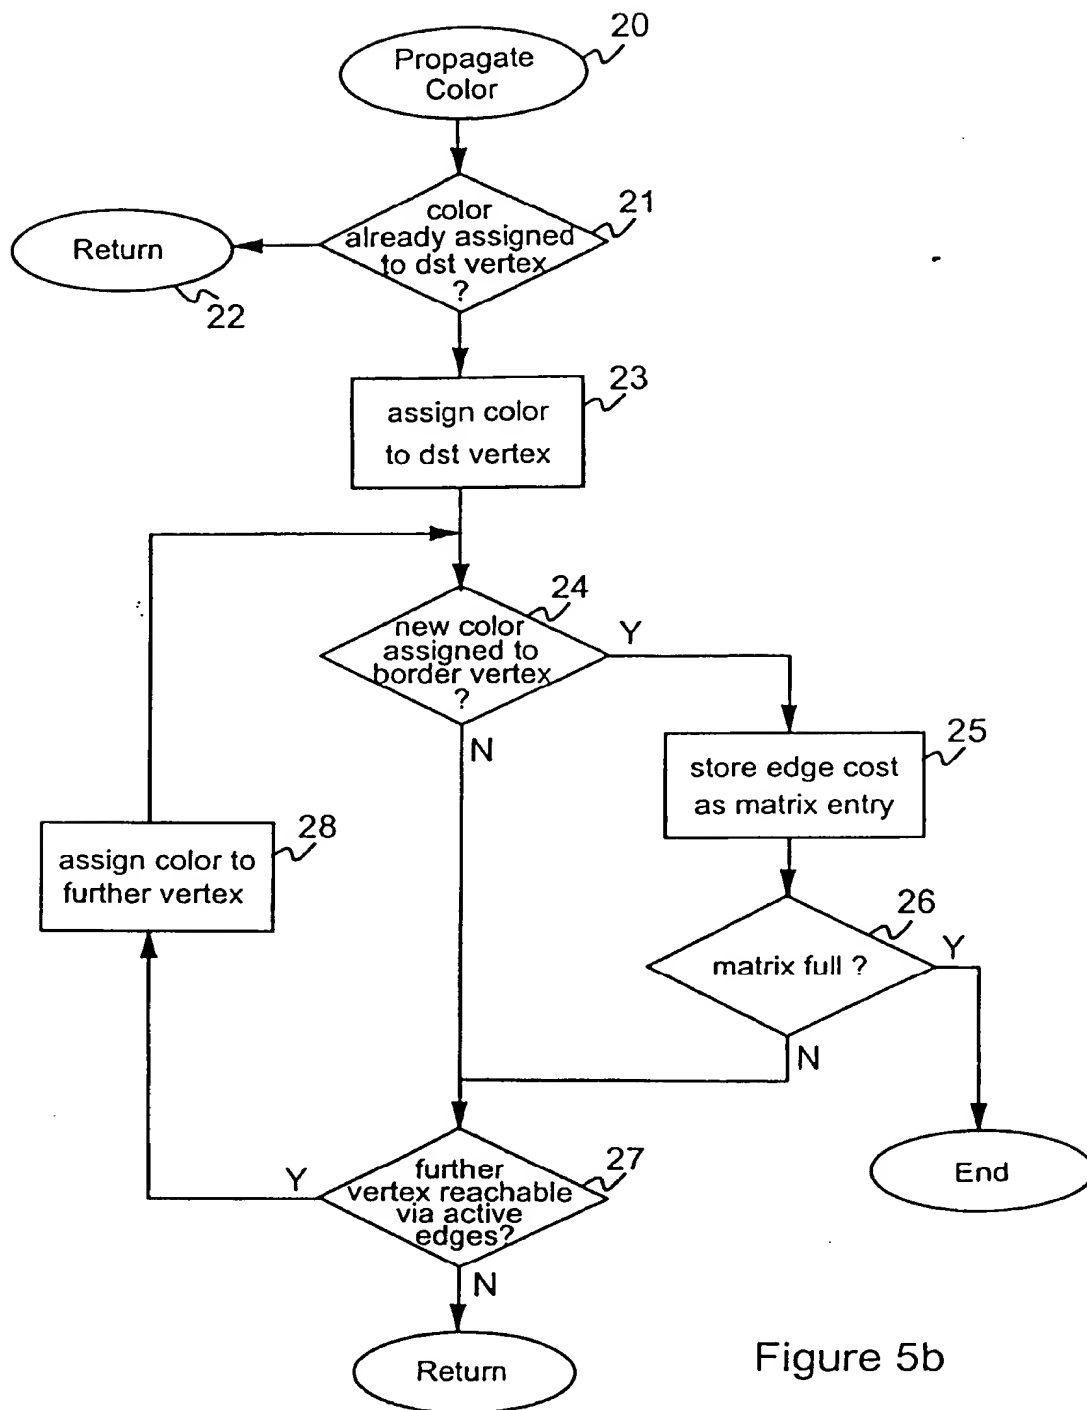 20
Propagate
Color
21
color
already assigned
to dst vertex
?
Return
22
23
assign color
to dst vertex
24
new color
assigned to
border vertex
?
Y
N
25
store edge cost
as matrix entry
28
assign color to
further vertex
26
matrix full ?
Y
N
27
further
vertex reachable
via active
edges?
Y
N
End
Return
Figure 5b